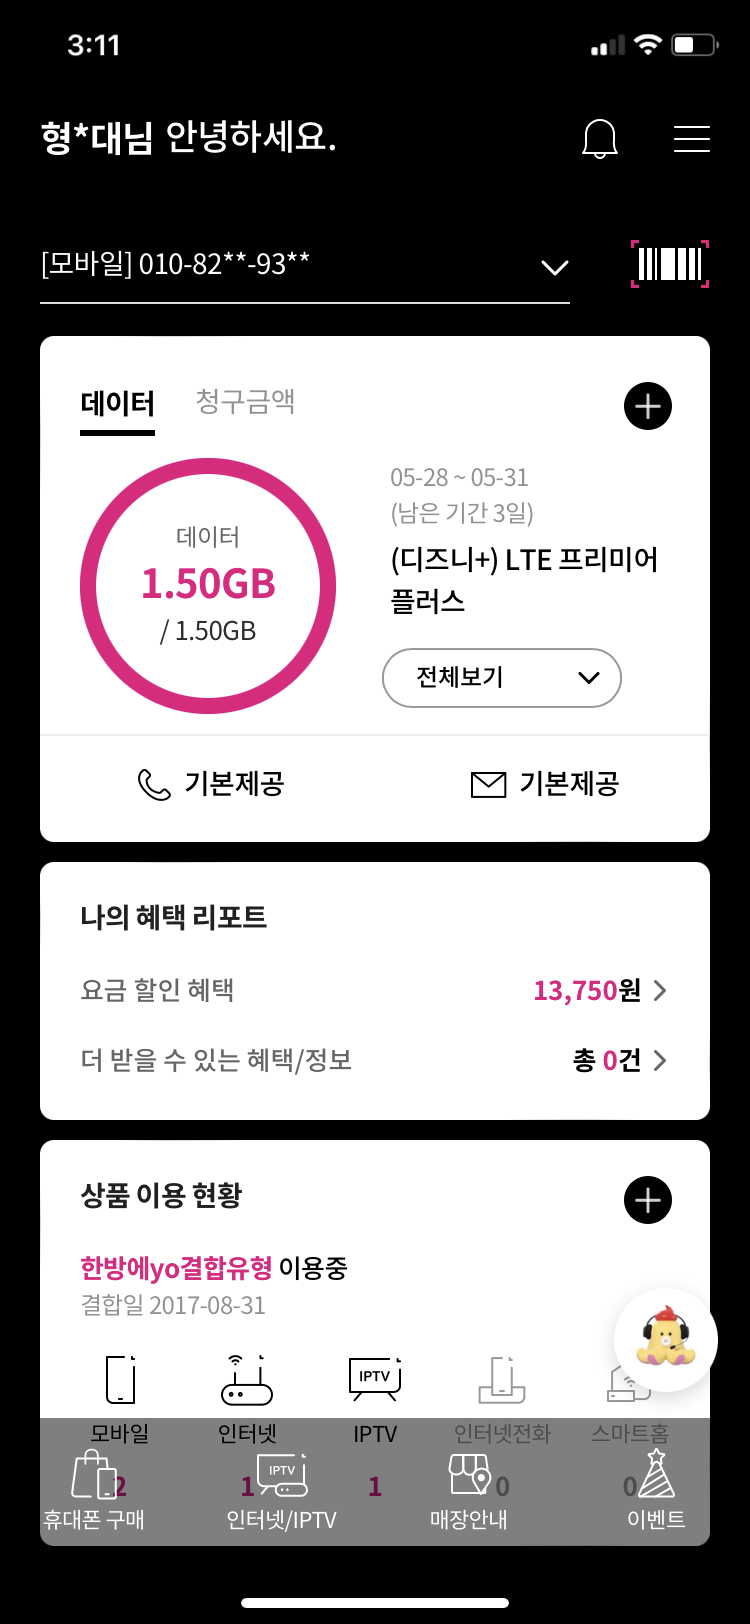 3:11
형*대님 안녕하세요.
[모바일] 010-82**-93**
데이터 청구금액
데이터
1.50GB
/ 1.50GB
05-28 ~ 05-31
(남은 기간 3일)
(디즈니+) LTE 프리미어
플러스
전체보기
기본제공 기본제공
나의 혜택 리포트
요금 할인 혜택 13,750원
더 받을 수 있는 혜택/정보 총 0건
상품 이용 현황
한방에yo결합유형 이용중
결합일 2017-08-31
IPTV
모바일 인터넷 IPTV 인터넷전화 스마트홈
2 1 1 0 0
IPTV
휴대폰 구매 인터넷/IPTV 매장안내 이벤트